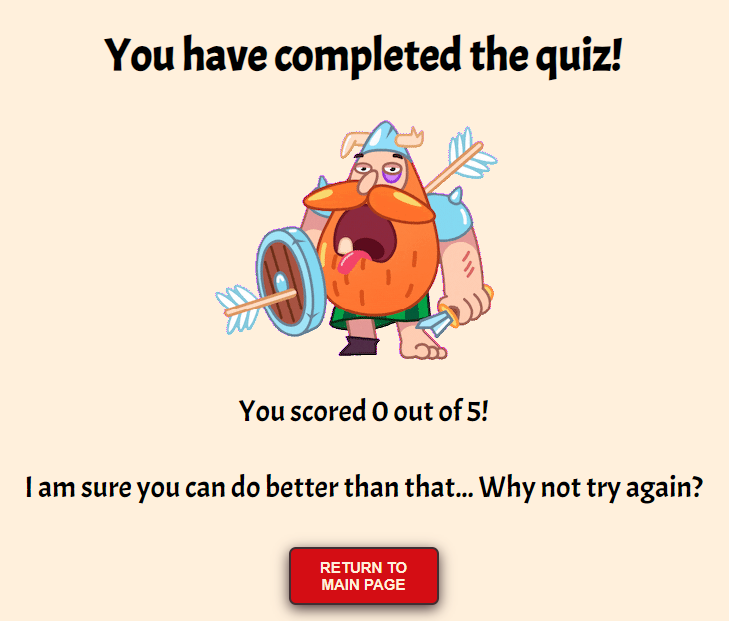 You have completed the quiz!
You scored 0 out of 5!
I am sure you can do better than that... Why not try again?
RETURN TO
MAIN PAGE